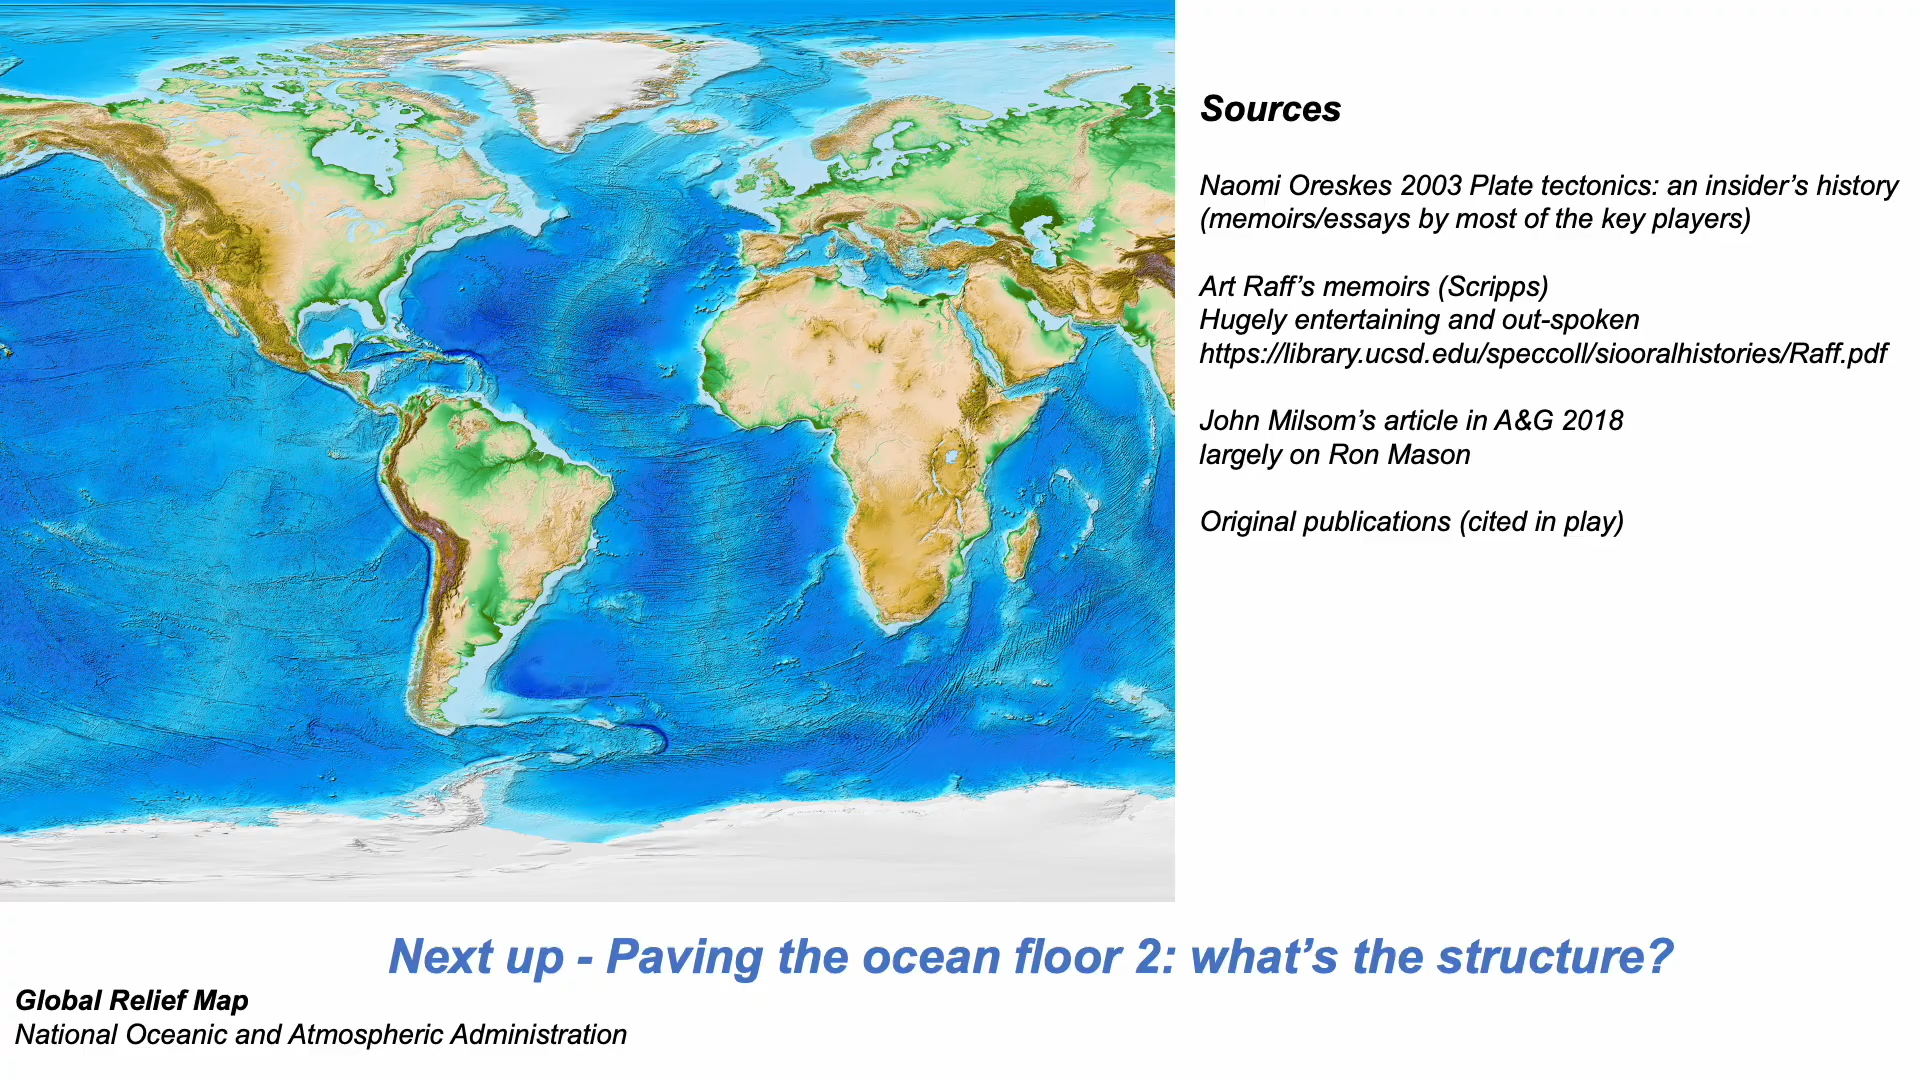 Sources
Naomi Oreskes 2003 Plate tectonics: an insider’s history
(memoirs/essays by most of the key players)
Art Raff’s memoirs (Scripps)
Hugely entertaining and out-spoken
https://library.ucsd.edu/speccoll/siooralhistories/Raff.pdf
John Milsom’s article in A&G 2018
largely on Ron Mason
Original publications (cited in play)
Next up - Paving the ocean floor 2: what’s the structure?
Global Relief Map
National Oceanic and Atmospheric Administration